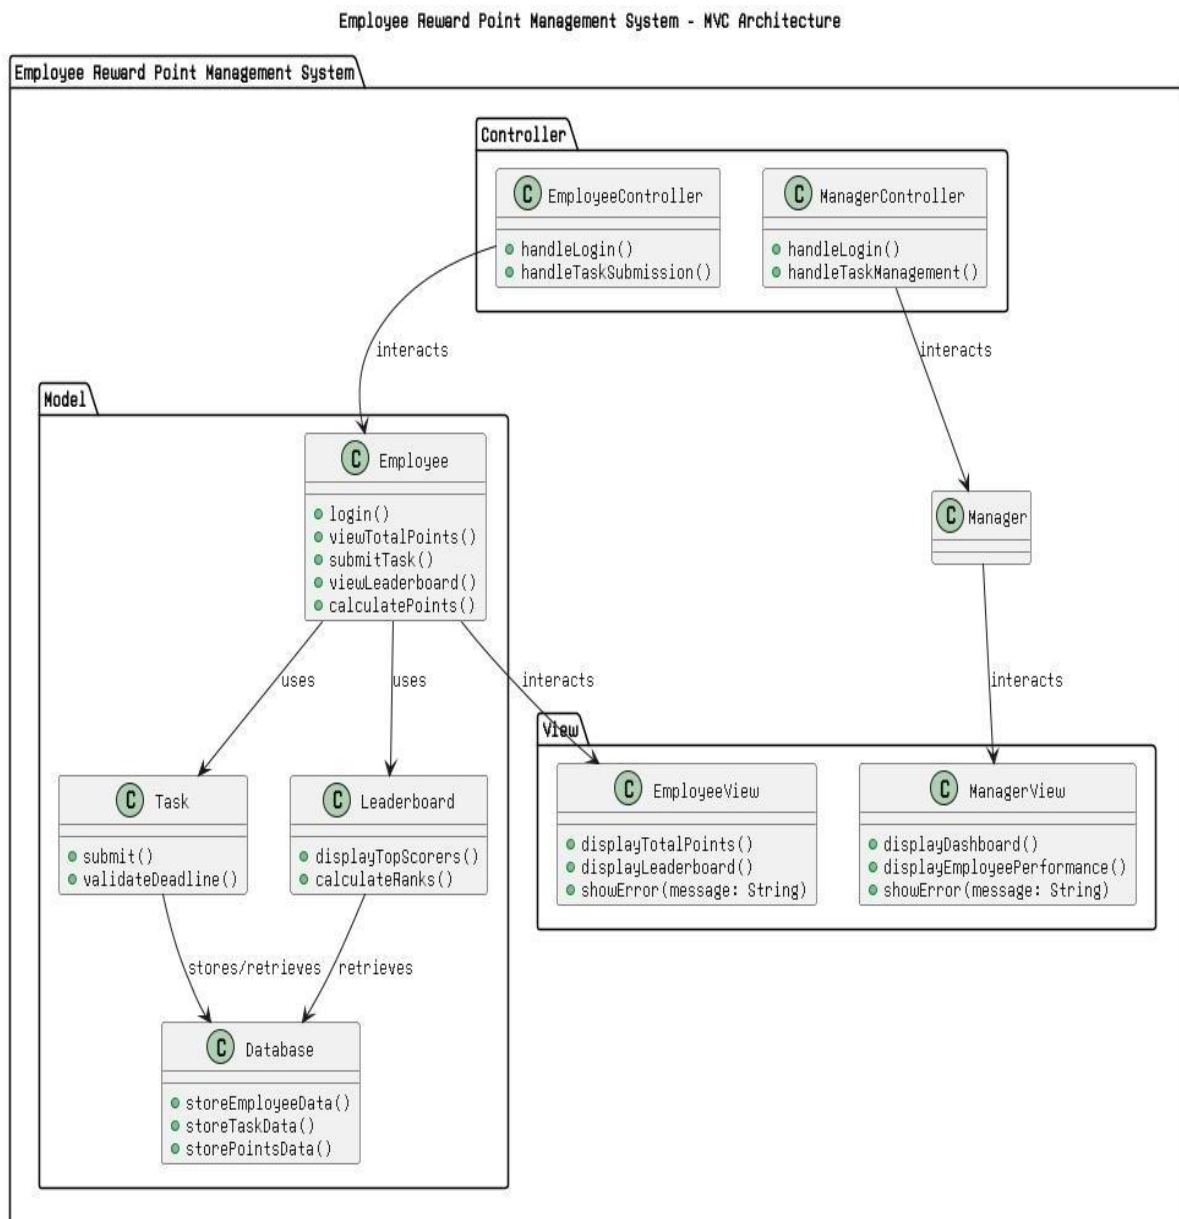 Employee Reward Point Management System - MVC Architecture
Employee Reward Point Management System
Controller
C EmployeeController
handleLogin()
handleTaskSubmission()
C ManagerController
handleLogin()
handleTaskManagement()
interacts
interacts
Model
C Employee
login()
viewTotalPoints()
submitTask()
viewLeaderboard()
calculatePoints()
C Manager
uses
uses
interacts
interacts
View
C Task
submit()
validateDeadline()
C Leaderboard
displayTopScorers()
calculateRanks()
C EmployeeView
displayTotalPoints()
displayLeaderboard()
showError(message: String)
C ManagerView
displayDashboard()
displayEmployeePerformance()
showError(message: String)
stores/retrieves
retrieves
C Database
storeEmployeeData()
storeTaskData()
storePointsData()